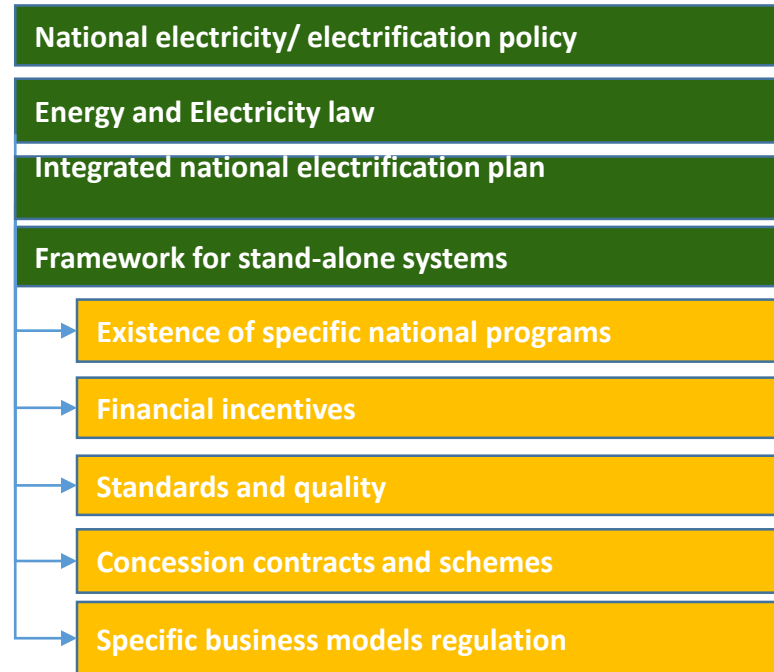 National electricity/ electrification policy
Energy and Electricity law
Integrated national electrification plan
Framework for stand-alone systems
Existence of specific national programs
Financial incentives
Standards and quality
Concession contracts and schemes
Specific business models regulation